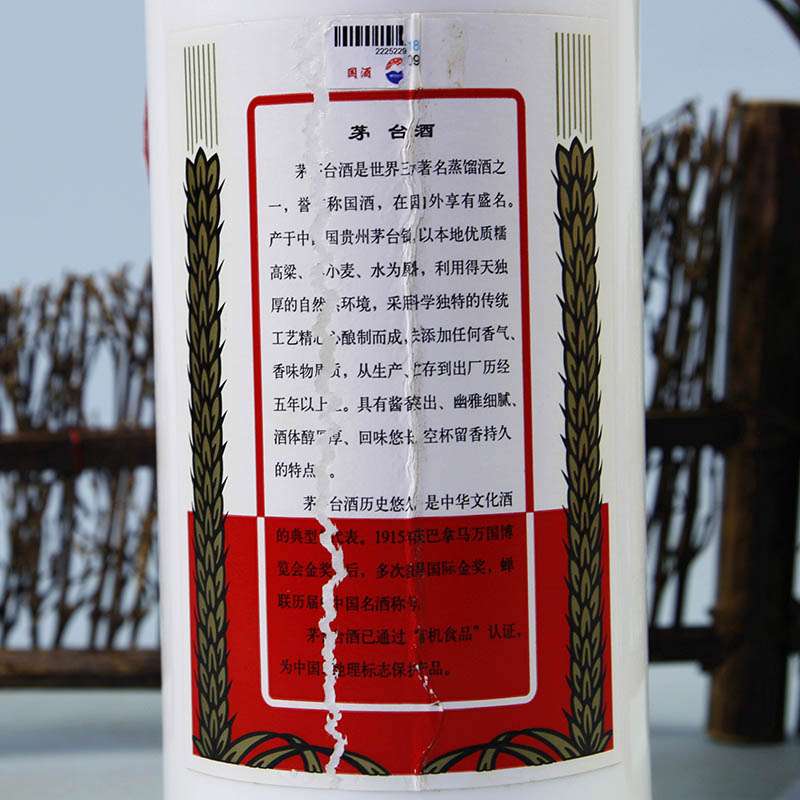 2225229 18
国酒 09
茅 台酒
茅台酒是世界三著名蒸馏酒之
一，誉称国酒，在国外享有盛名。
产于中国贵州茅台镇以本地优质糯
高粱、小麦、水为原，利用得天独
厚的自然环境，采用科学独特的传统
工艺精心酿制而成，未添加任何香气、
香味物质，从生产、存到出厂历经
五年以上。具有酱突出、幽雅细腻、
酒体醇厚、回味悠长空杯留香持久
的特点。
茅台酒历史悠久是中华文化酒
的典型代表。1915巴拿马万国博
览会金奖后，多次国际金奖，蝉
联历届中国名酒称号
茅台酒已通过“有机食品”认证，
为中国地理标志保护产品。